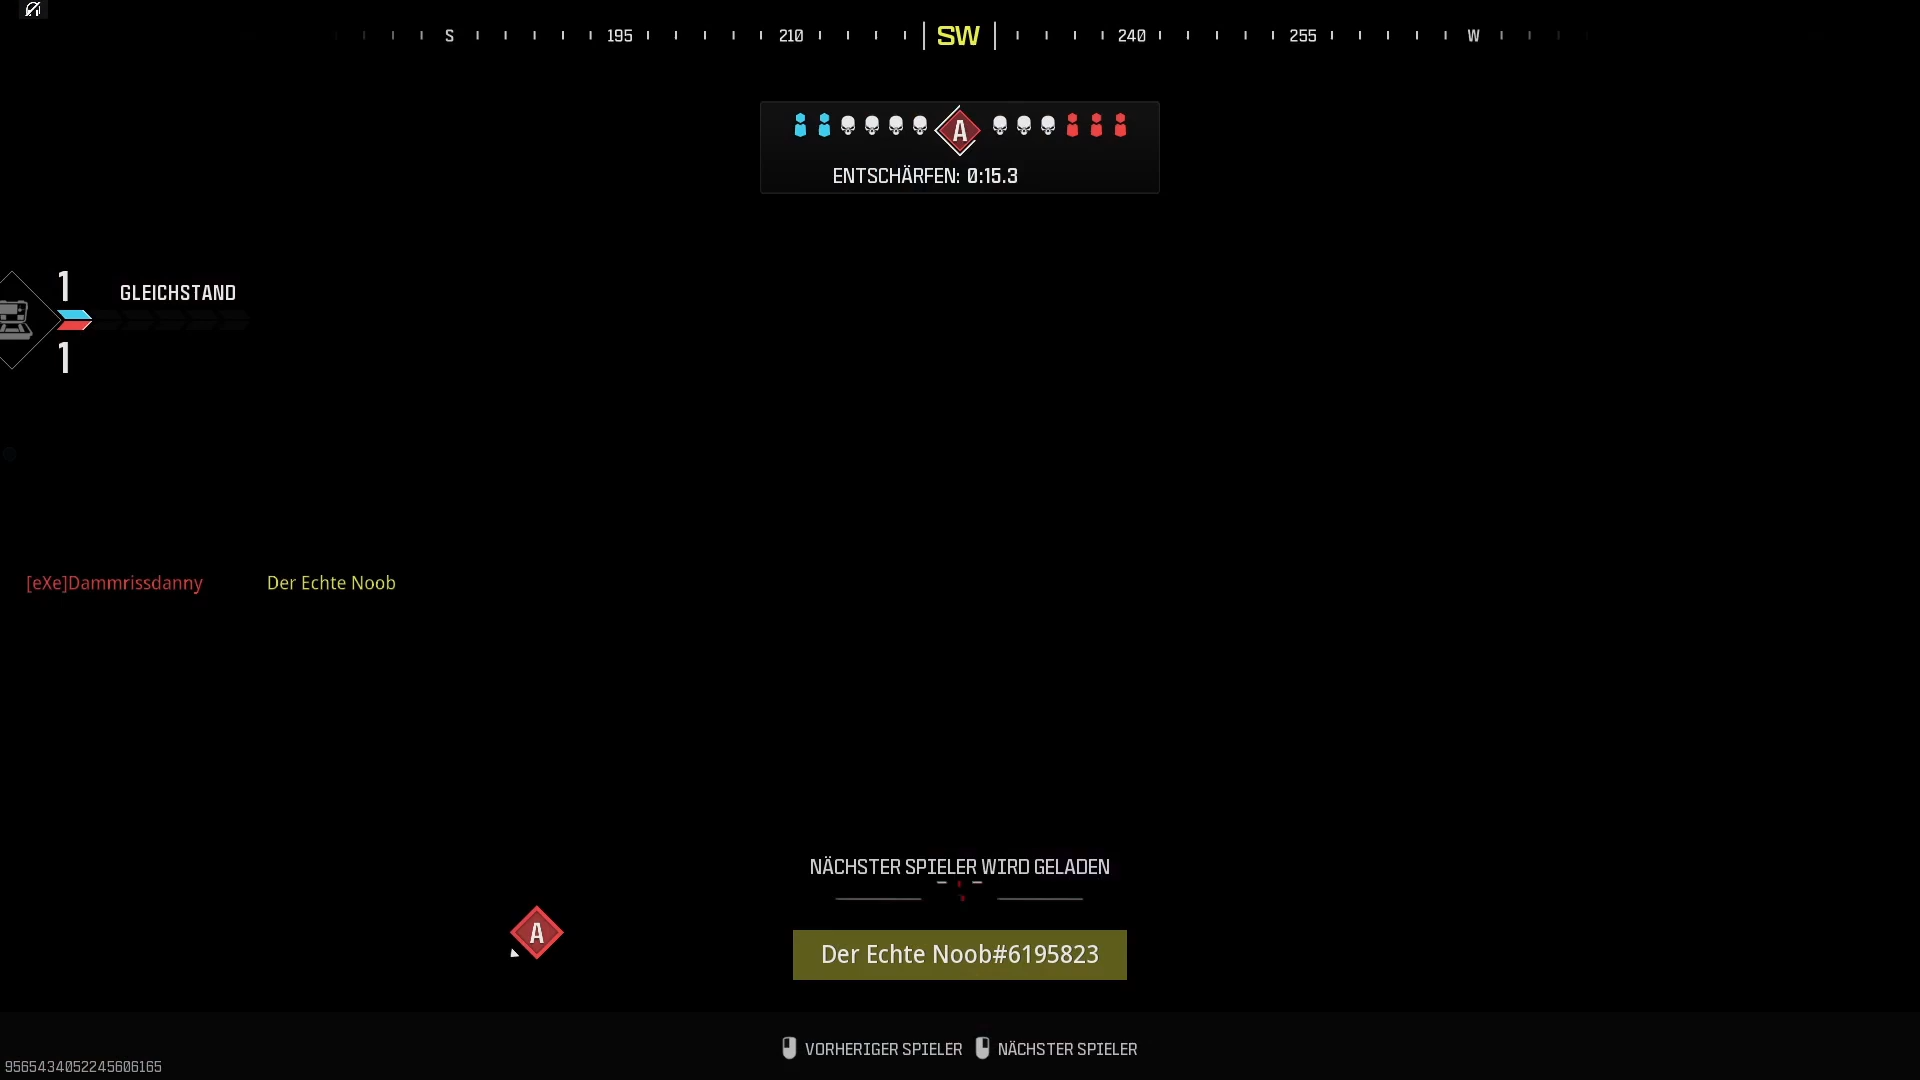 S 195 210 SW 240 255 W
A
ENTSCHÄRFEN: 0:15.3
1
GLEICHSTAND
1
[eXe]Dammrissdanny Der Echte Noob
NÄCHSTER SPIELER WIRD GELADEN
A
Der Echte Noob#6195823
VORHERIGER SPIELER NÄCHSTER SPIELER
9565434052245606165